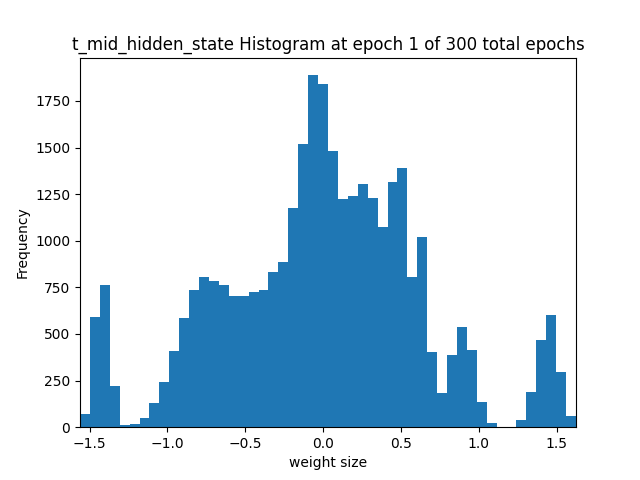 t_mid_hidden_state Histogram at epoch 1 of 300 total epochs
Frequency
1750
1500
1250
1000
750
500
250
0
−1.5 −1.0 −0.5 0.0 0.5 1.0 1.5
weight size